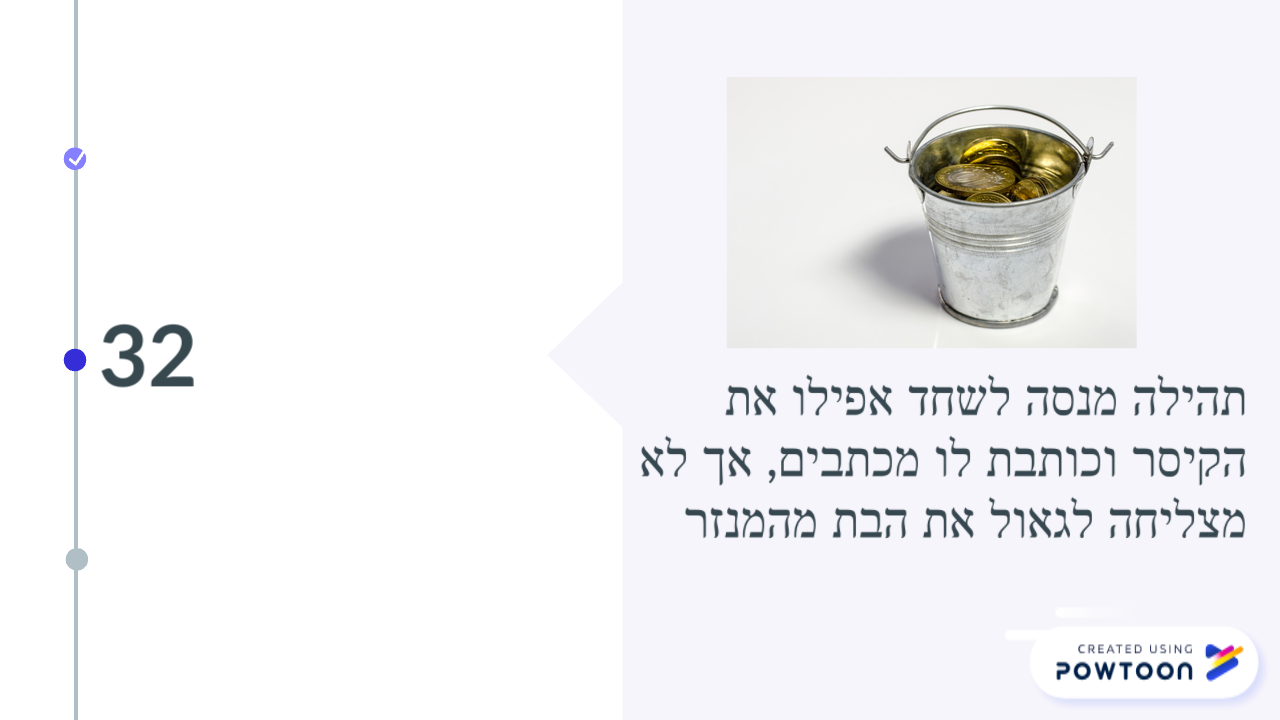 32
תהילה מנסה לשחד אפילו את
הקיסר וכותבת לו מכתבים, אך לא
מצליחה לגאול את הבת מהמנזר
CREATED USING
POWTOON